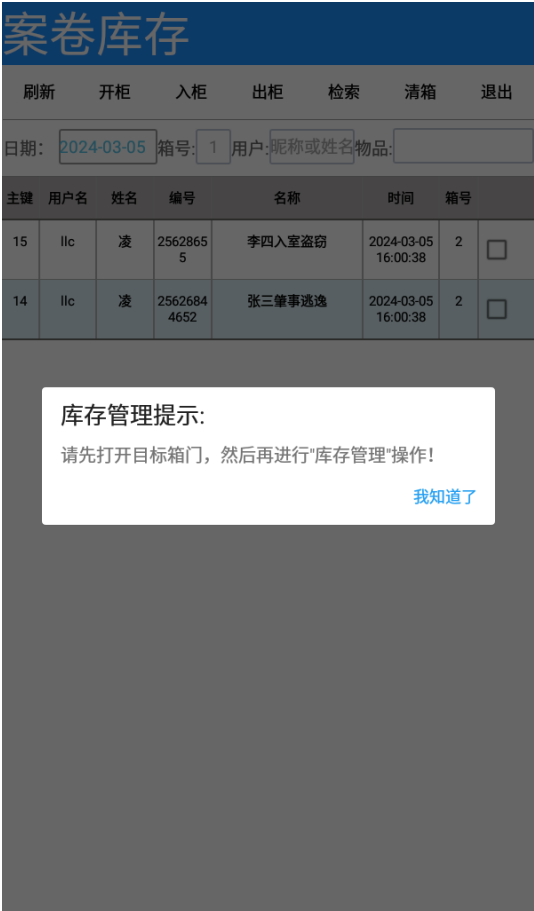 案卷库存
刷新 开柜 入柜 出柜 检索 清箱 退出
日期： 2024-03-05 箱号: 1 用户: 昵称或姓名 物品:
主键 用户名 姓名 编号 名称 时间 箱号
15 llc 凌 25628655 李四入室盗窃 2024-03-05 16:00:38 2
14 llc 凌 25626844652 张三肇事逃逸 2024-03-05 16:00:38 2
库存管理提示:
请先打开目标箱门，然后再进行"库存管理"操作！
我知道了